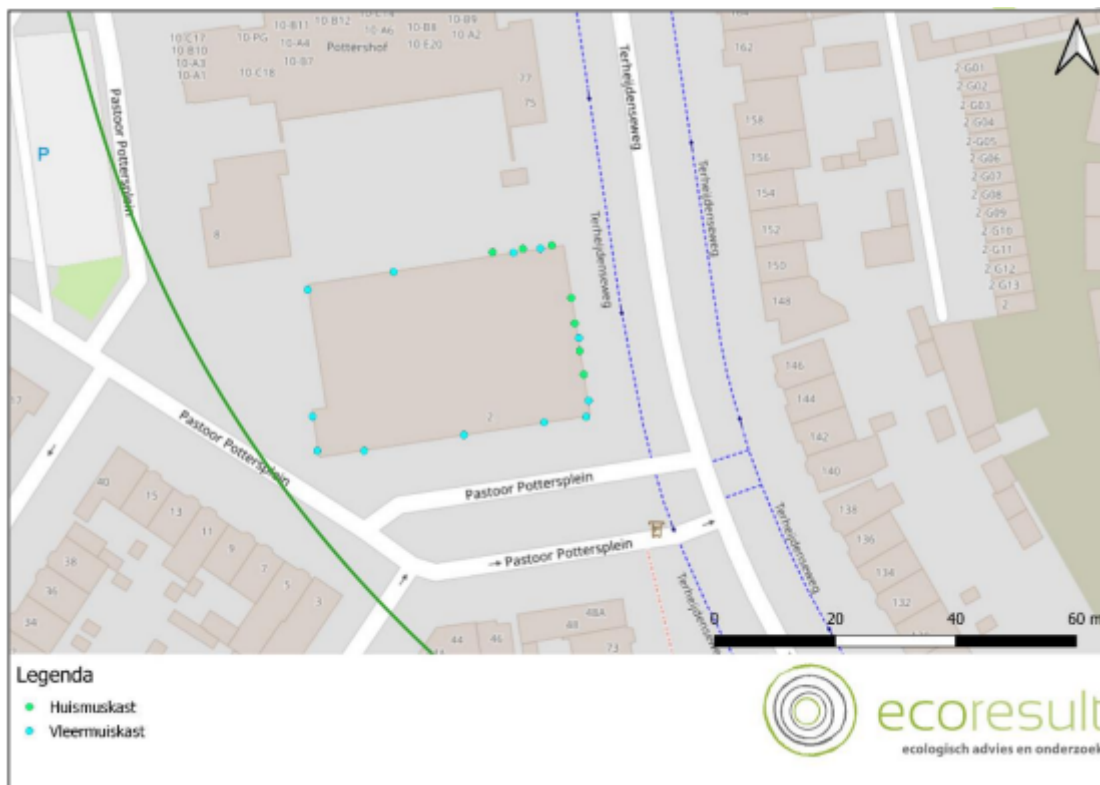 10-C17
10-B10
10-A3
10-A1
10-PG
10-C18
10-B11
10-A4
10-B7
10-B12
10-A6
10-B8
10-E20
10-B9
10-A2
Pottershof
77
75
8
P
Pastoor Pottersplein
Terheijdenseweg
Terheijdenseweg
Terheijdenseweg
162
158
156
154
152
150
148
146
144
142
140
138
136
134
132
2-G01
2-G02
2-G03
2-G04
2-G05
2-G06
2-G07
2-G08
2-G09
2-G10
2-G11
2-G12
2-G13
2
2
Pastoor Pottersplein
Pastoor Pottersplein
Pastoor Pottersplein
Terheijdenseweg
Terheijdenseweg
40
15
13
11
9
7
5
3
38
36
34
44
46
48
48A
73
0 20 40 60 m
Legenda
Huismuskast
Vleermuiskast
ecoresult
ecologisch advies en onderzoek